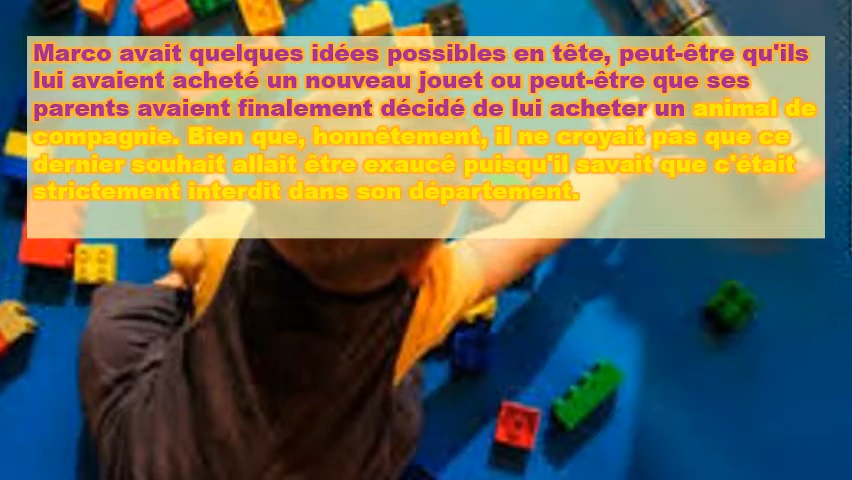 Marco avait quelques idées possibles en tête, peut-être qu'ils
lui avaient acheté un nouveau jouet ou peut-être que ses
parents avaient finalement décidé de lui acheter un animal de
compagnie. Bien que, honnêtement, il ne croyait pas que ce
dernier souhait allait être exaucé puisqu'il savait que c'était
strictement interdit dans son département.